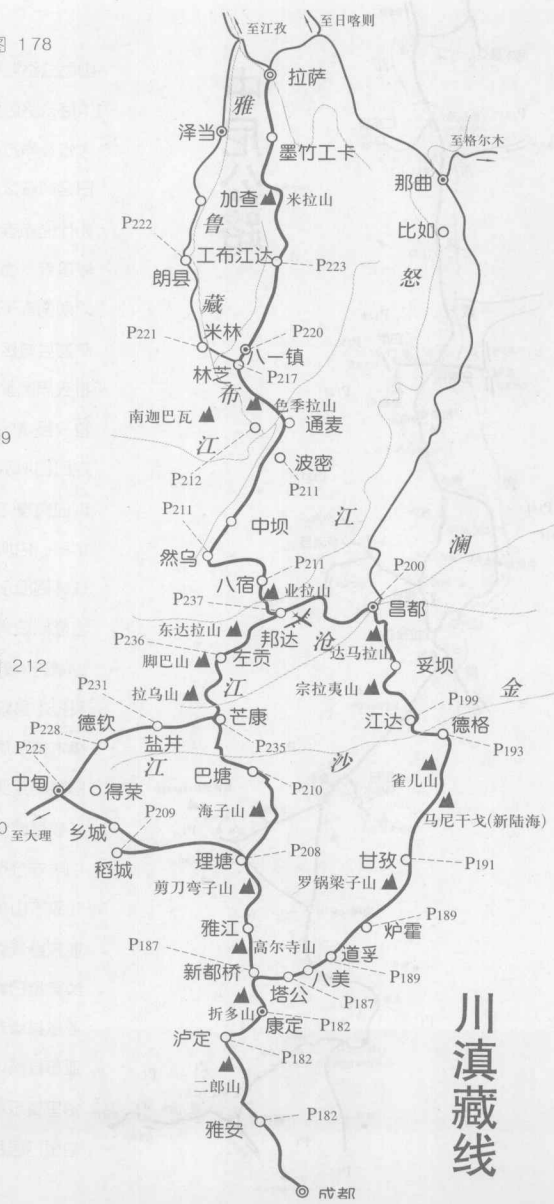 图 178
至江孜
至日喀则
拉萨
雅
泽当
墨竹工卡
至格尔木
那曲
加查
米拉山
鲁
比如
P222
工布江达
P223
怒
朗县
藏
米林
P221
P220
八一镇
林芝
P217
布
色季拉山
南迦巴瓦
通麦
9
江
P212
波密
P211
P211
中坝
江
澜
然乌
P211
P200
八宿
业拉山
P237
昌都
邦达
沧
东达拉山
达马拉山
P236
212
脚巴山
左贡
妥坝
P231
拉乌山
江
宗拉夷山
P199
金
德钦
芒康
江达
德格
P228
盐井
P235
P193
P225
江
巴塘
沙
中甸
得荣
P210
雀儿山
P209
海子山
马尼干戈(新陆海)
0
至大理
乡城
P208
稻城
理塘
甘孜
P191
剪刀弯子山
罗锅梁子山
P189
雅江
炉霍
高尔寺山
P187
道孚
新都桥
八美
P189
塔公
P187
折多山
康定
P182
泸定
P182
二郎山
P182
雅安
成都
川滇藏线